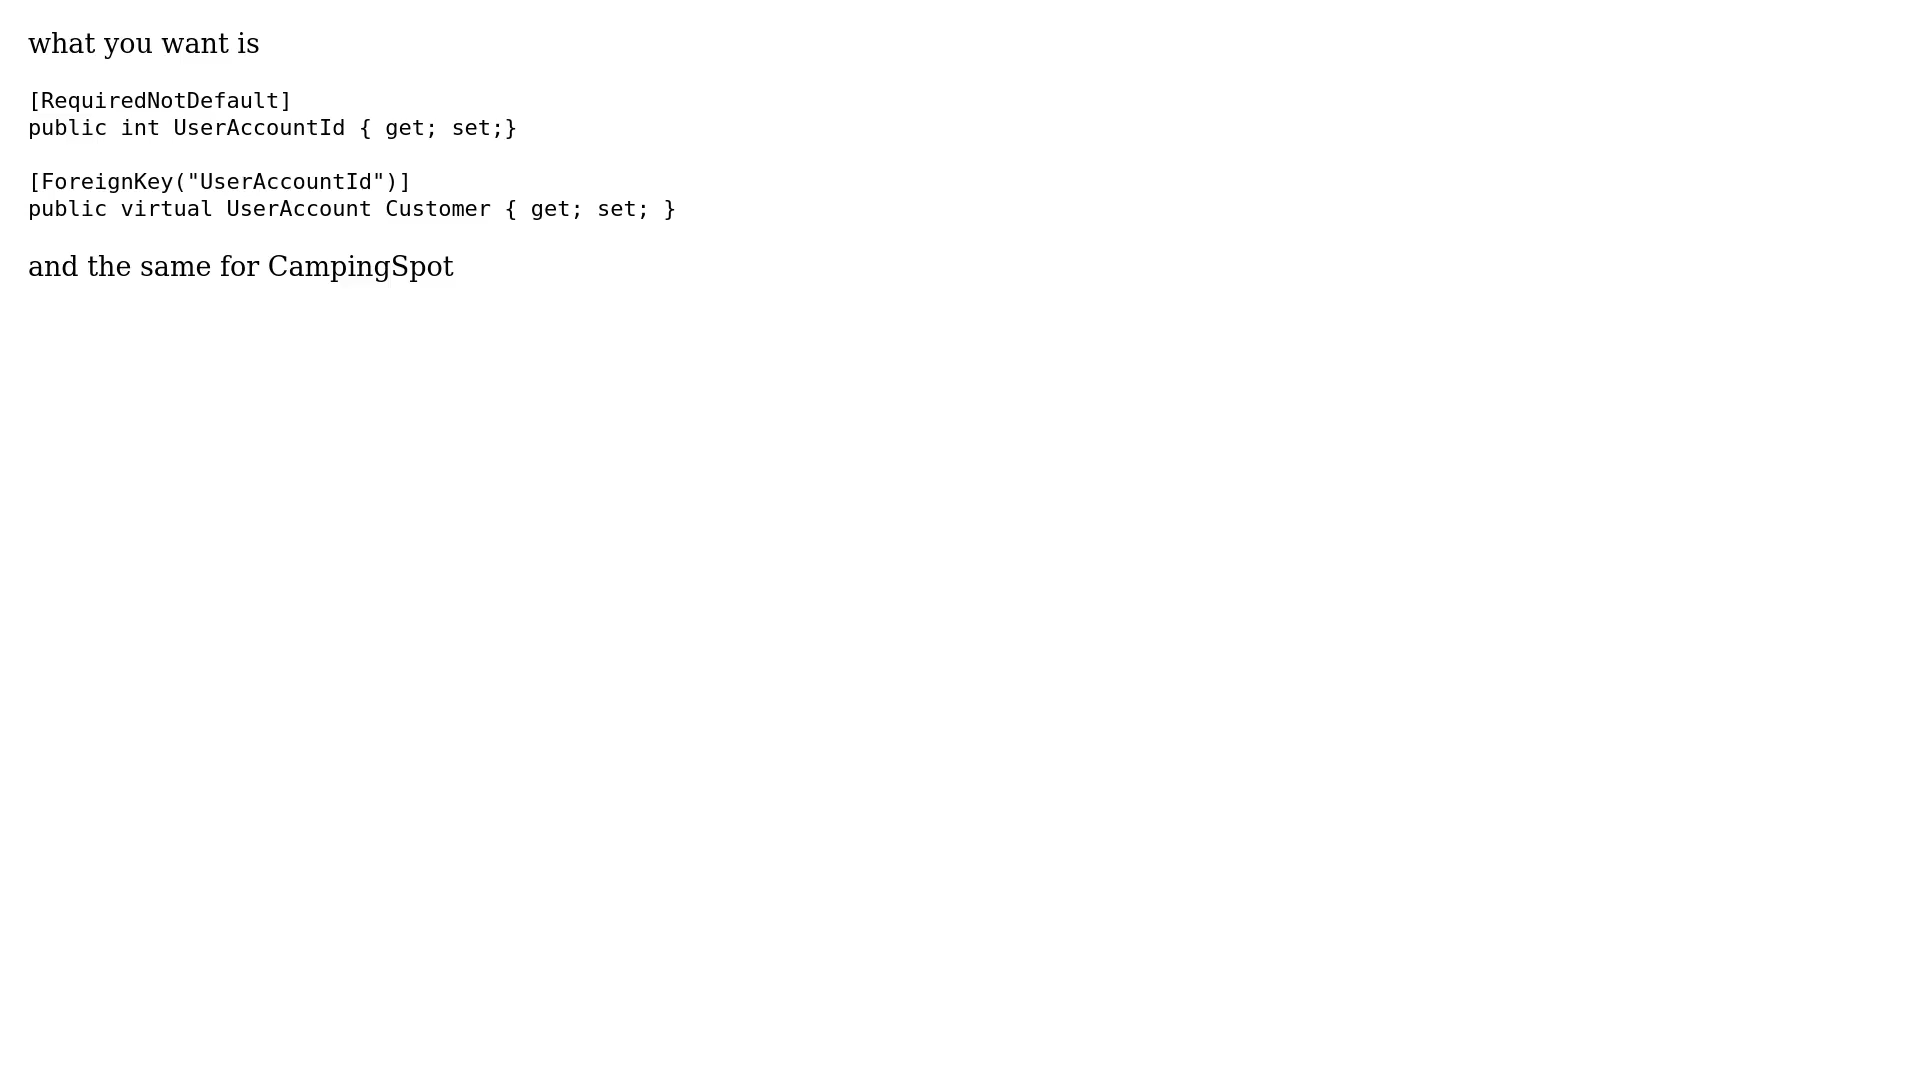 what you want is
[RequiredNotDefault]
public int UserAccountId { get; set;}
[ForeignKey("UserAccountId")]
public virtual UserAccount Customer { get; set; }
and the same for CampingSpot